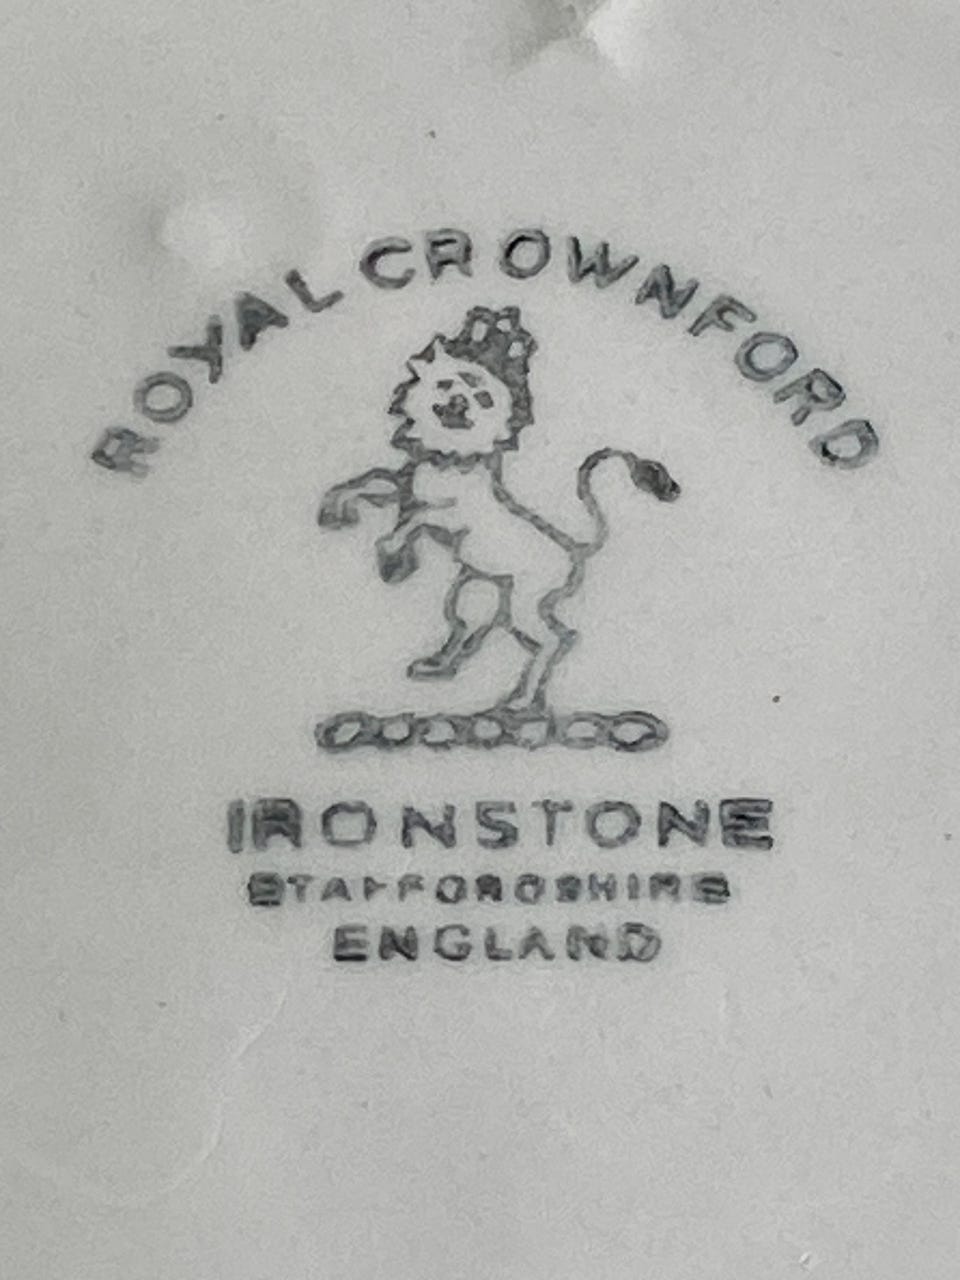 ROYAL CROWNFORD
IRONSTONE
STAFFORDSHIRE
ENGLAND